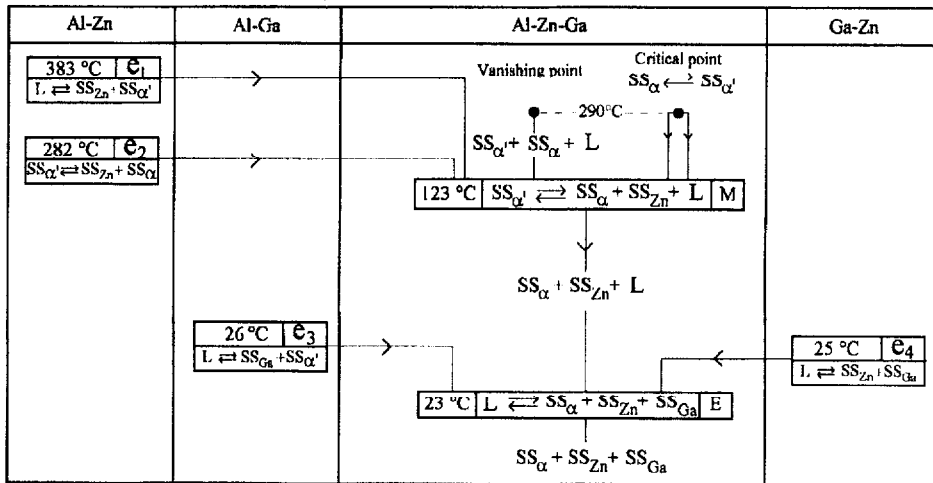 Al-Zn Al-Ga Al-Zn-Ga Ga-Zn
383 °C e1
L ⇌ SSZn + SSα'
Vanishing point
Critical point
SSα ⇌ SSα'
290°C
282 °C e2
SSα' ⇌ SSZn + SSα
SSα' + SSα + L
123 °C SSα' ⇌ SSα + SSZn + L M
SSα + SSZn + L
26 °C e3
L ⇌ SSGa + SSα'
25 °C e4
L ⇌ SSZn + SSGa
23 °C L ⇌ SSα + SSZn + SSGa E
SSα + SSZn + SSGa